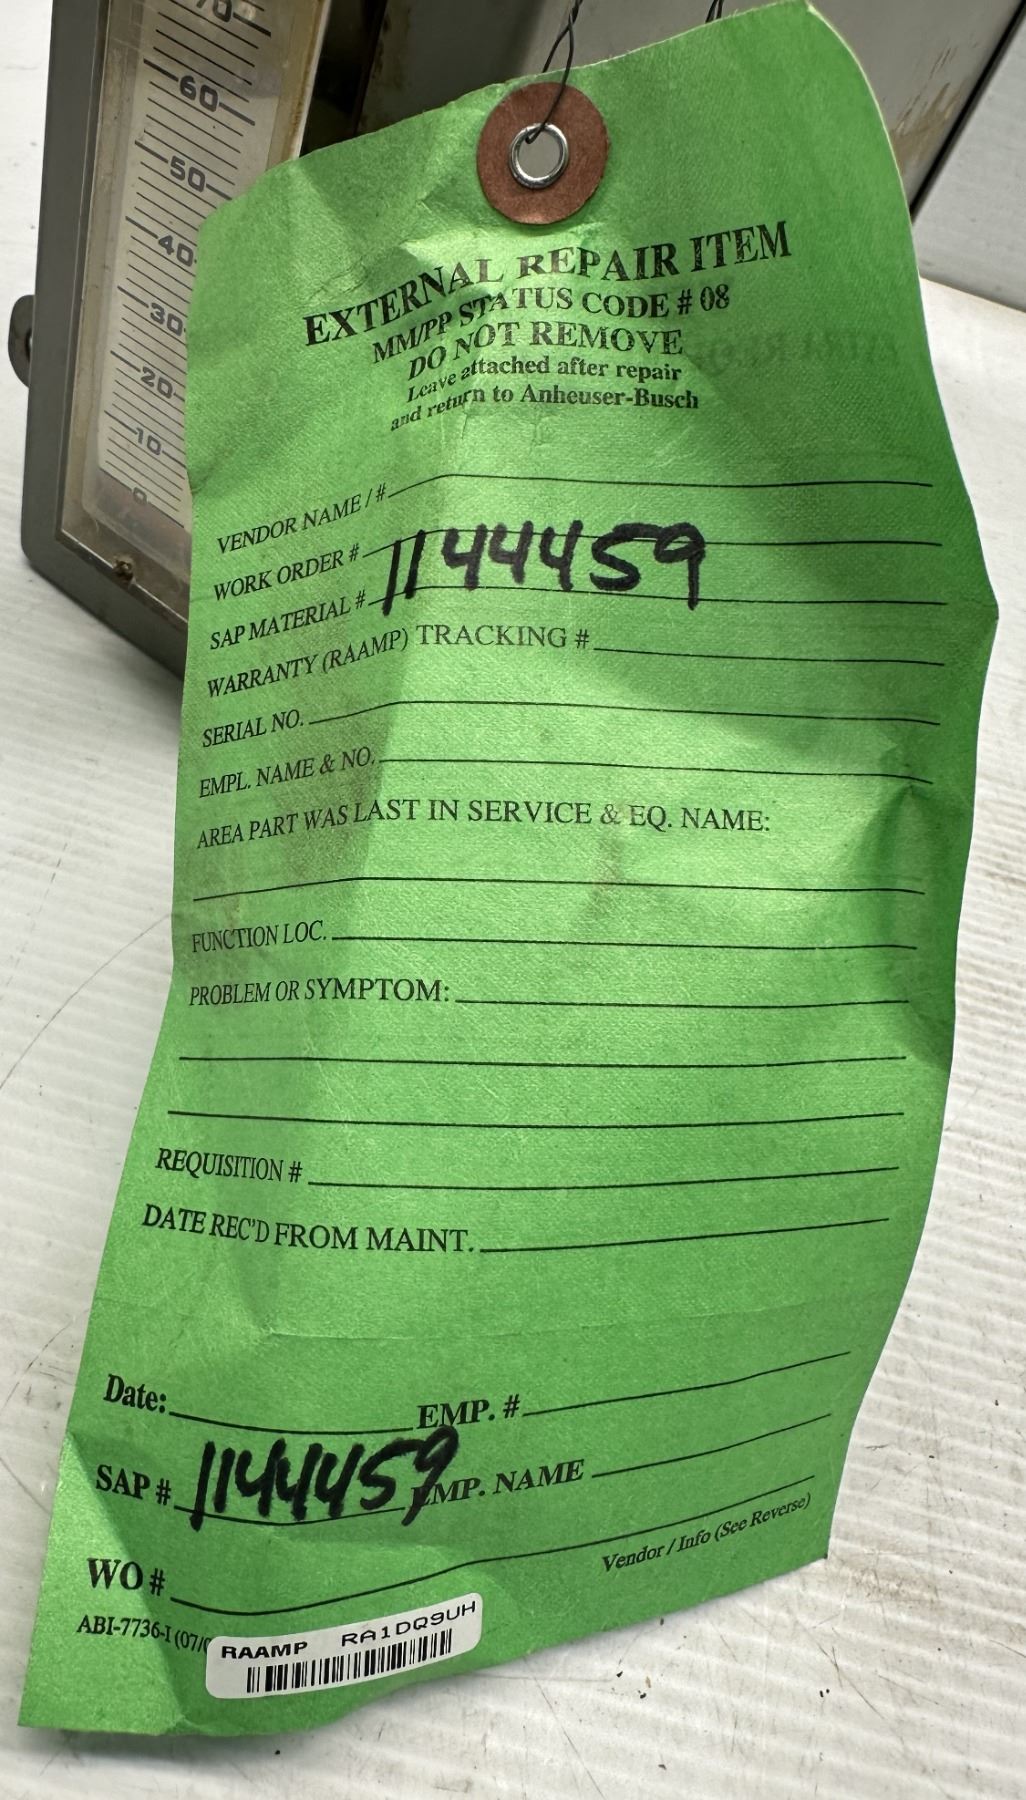 70
60
50
40
30
20
10
0
EXTERNAL REPAIR ITEM
MM/PP STATUS CODE # 08
DO NOT REMOVE
Leave attached after repair
and return to Anheuser-Busch
VENDOR NAME / #
WORK ORDER #
SAP MATERIAL # 1144459
WARRANTY (RAAMP) TRACKING #
SERIAL NO.
EMPL. NAME & NO.
AREA PART WAS LAST IN SERVICE & EQ. NAME:
FUNCTION LOC.
PROBLEM OR SYMPTOM:
REQUISITION #
DATE REC'D FROM MAINT.
Date: EMP. #
SAP # 1144459 EMP. NAME
WO #
Vendor / Info (See Reverse)
ABI-7736-I
RAAMP RA1DQ9UH